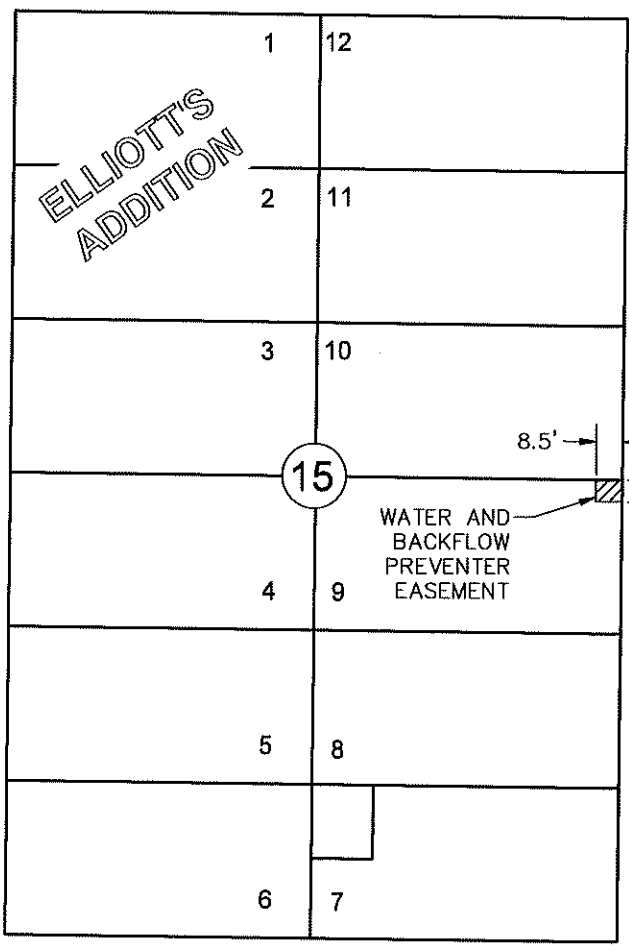 1 12
ELLIOTT'S
ADDITION
2 11
3 10
8.5'
15
WATER AND
BACKFLOW
PREVENTER
EASEMENT
4 9
5 8
6 7